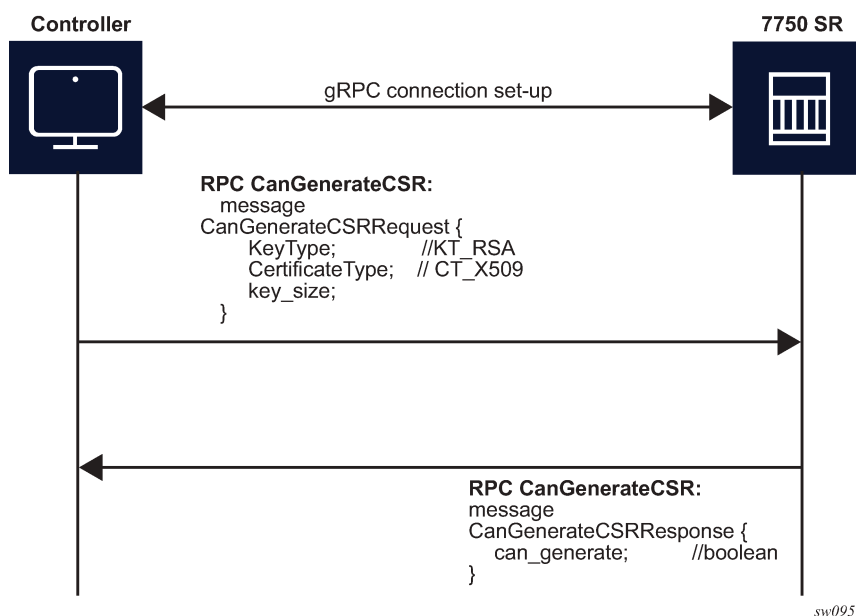 Controller
7750 SR
gRPC connection set-up
RPC CanGenerateCSR:
message
CanGenerateCSRRequest {
KeyType; //KT_RSA
CertificateType; // CT_X509
key_size;
}
RPC CanGenerateCSR:
message
CanGenerateCSRResponse {
can_generate; //boolean
}
sw095